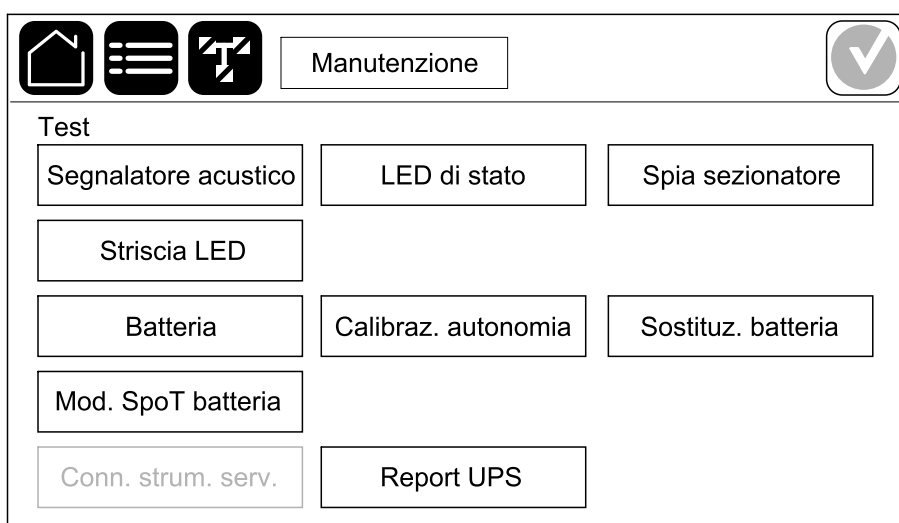 Manutenzione
Test
Segnalatore acustico LED di stato Spia sezionatore
Striscia LED
Batteria Calibraz. autonomia Sostituz. batteria
Mod. SpoT batteria
Conn. strum. serv. Report UPS